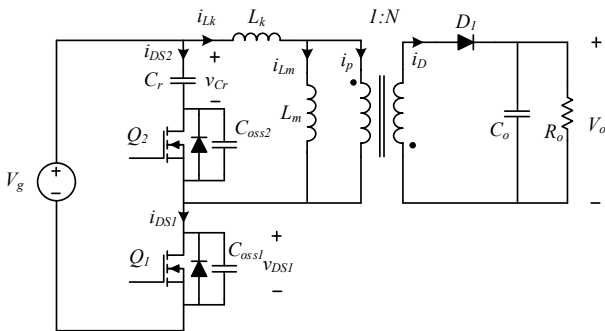 i_Lk L_k 1:N D_1
i_DS2 + i_Lm i_p i_D +
C_r v_Cr
−
Q_2 C_oss2 L_m C_o R_o V_o
V_g + −
i_DS1 −
Q_1 C_oss1 + v_DS1 −